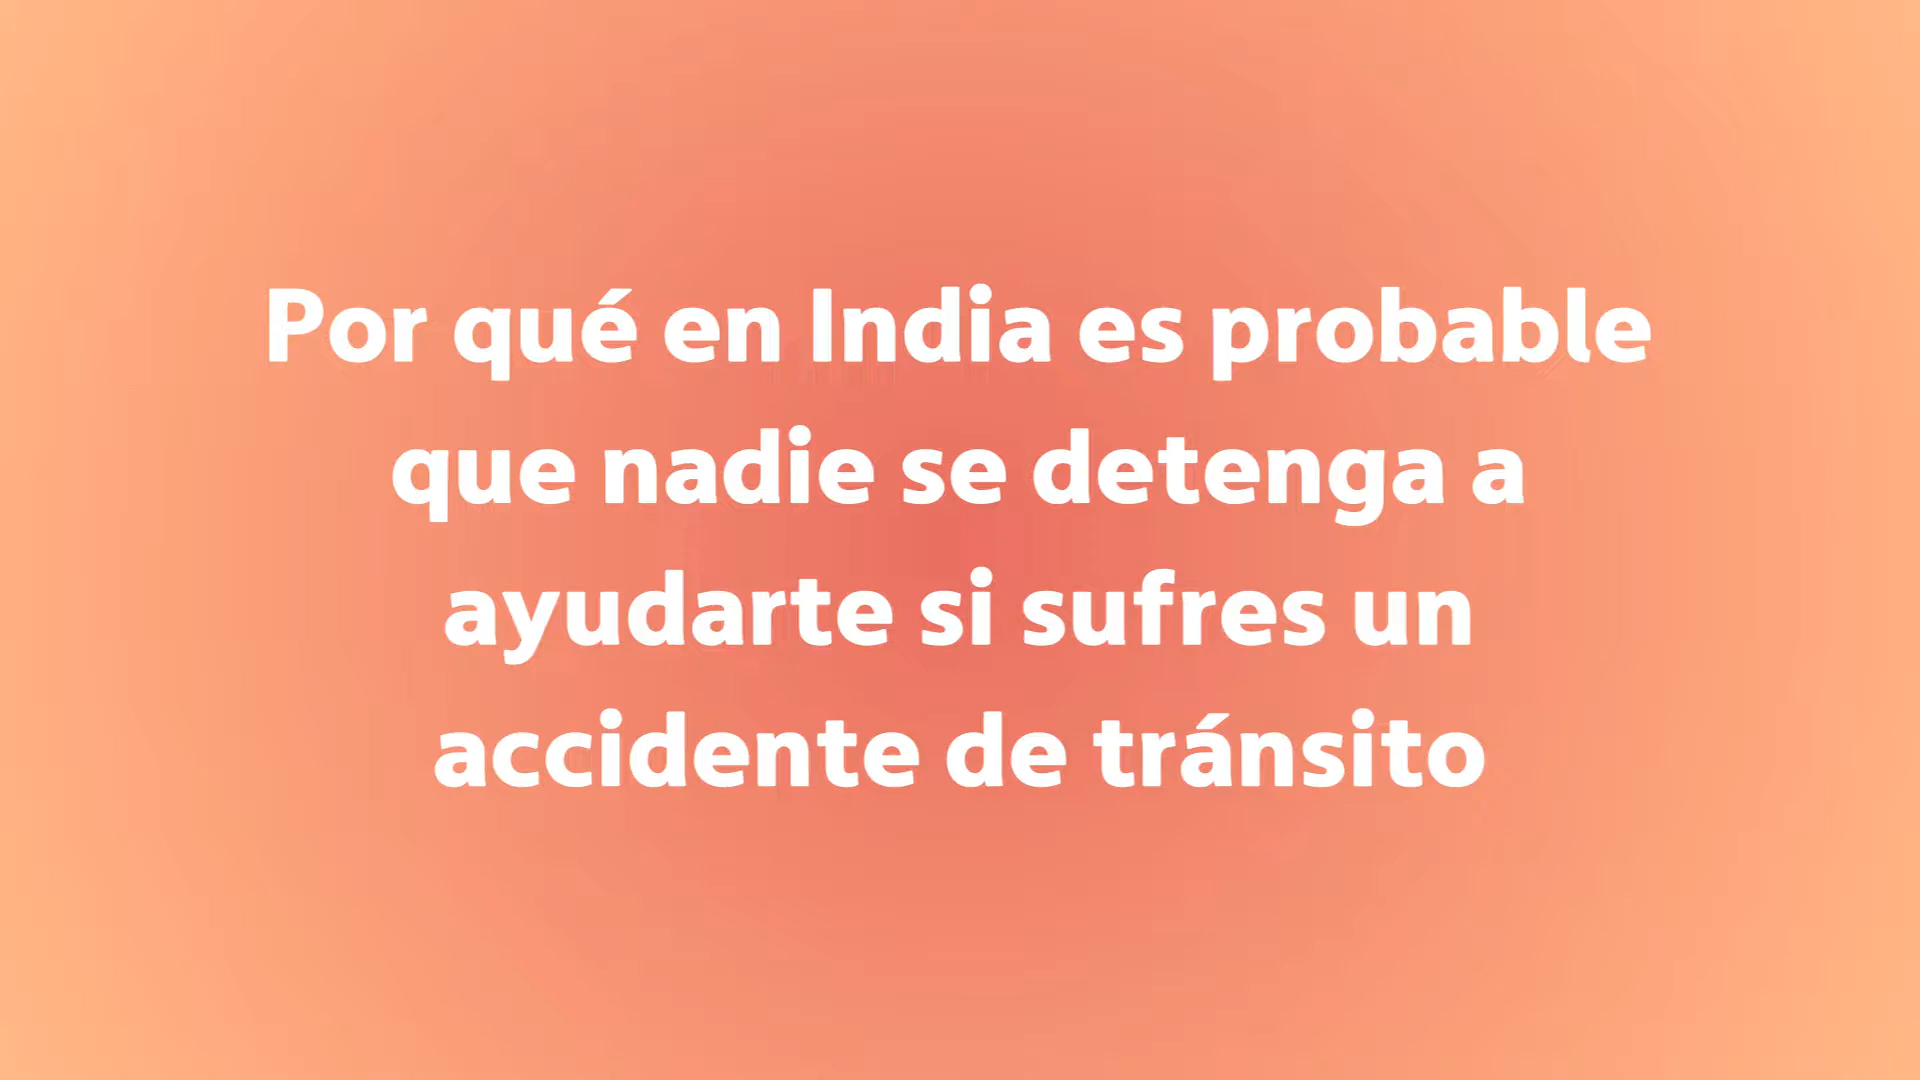 Por qué en India es probable
que nadie se detenga a
ayudarte si sufres un
accidente de tránsito